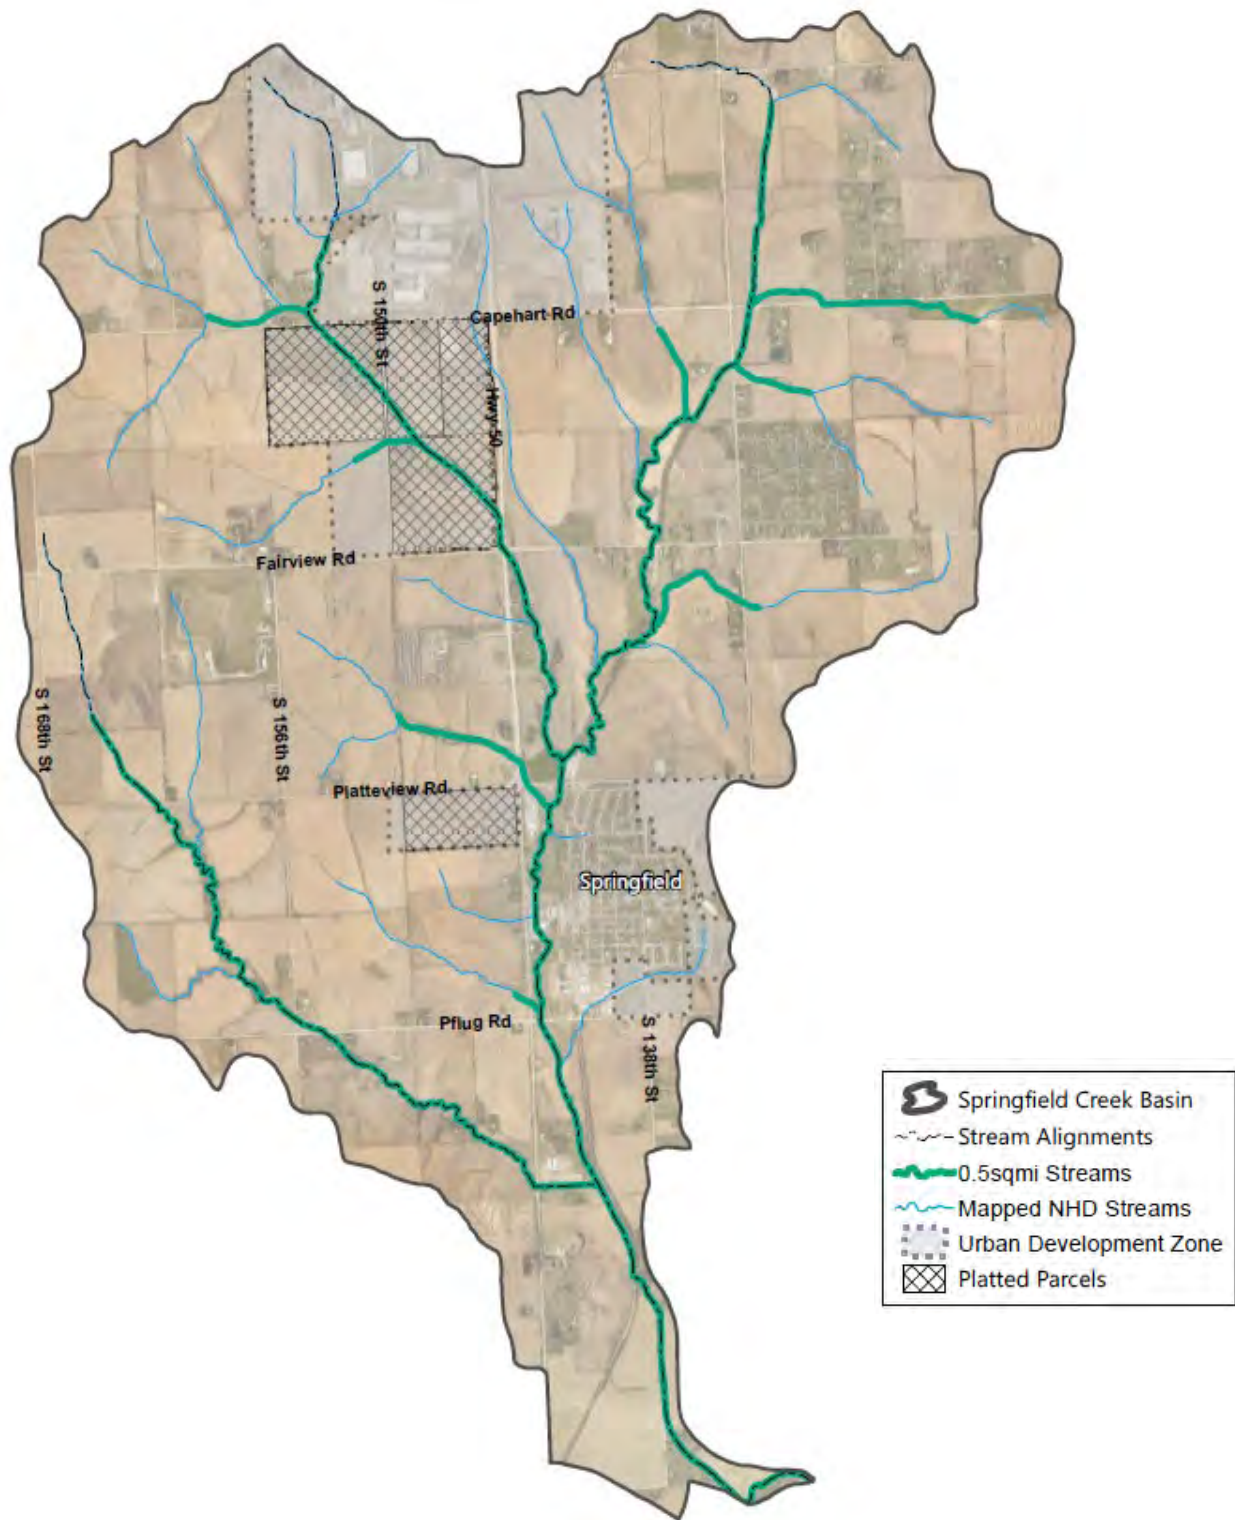 Capehart Rd
S 150th St
Hwy 50
Fairview Rd
S 168th St
S 156th St
Platteview Rd
Springfield
Pflug Rd
S 138th St
Springfield Creek Basin
Stream Alignments
0.5sqmi Streams
Mapped NHD Streams
Urban Development Zone
Platted Parcels